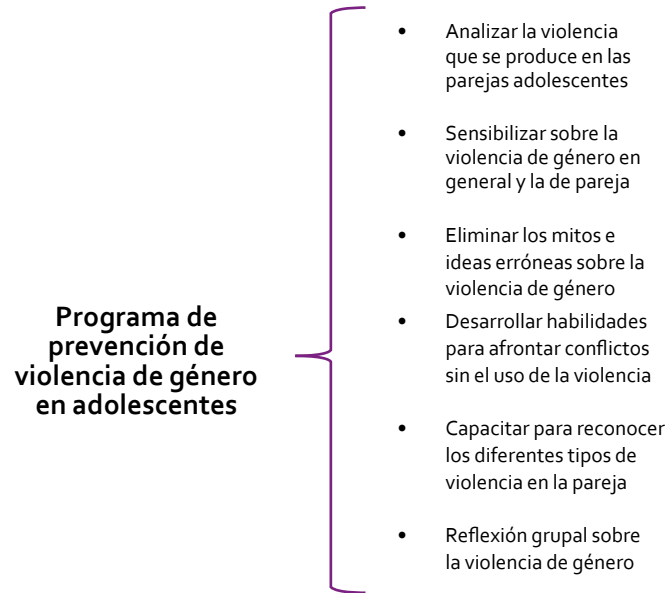 Programa de
prevención de
violencia de género
en adolescentes
• Analizar la violencia
que se produce en las
parejas adolescentes
• Sensibilizar sobre la
violencia de género en
general y la de pareja
• Eliminar los mitos e
ideas erróneas sobre la
violencia de género
• Desarrollar habilidades
para afrontar conflictos
sin el uso de la violencia
• Capacitar para reconocer
los diferentes tipos de
violencia en la pareja
• Reflexión grupal sobre
la violencia de género